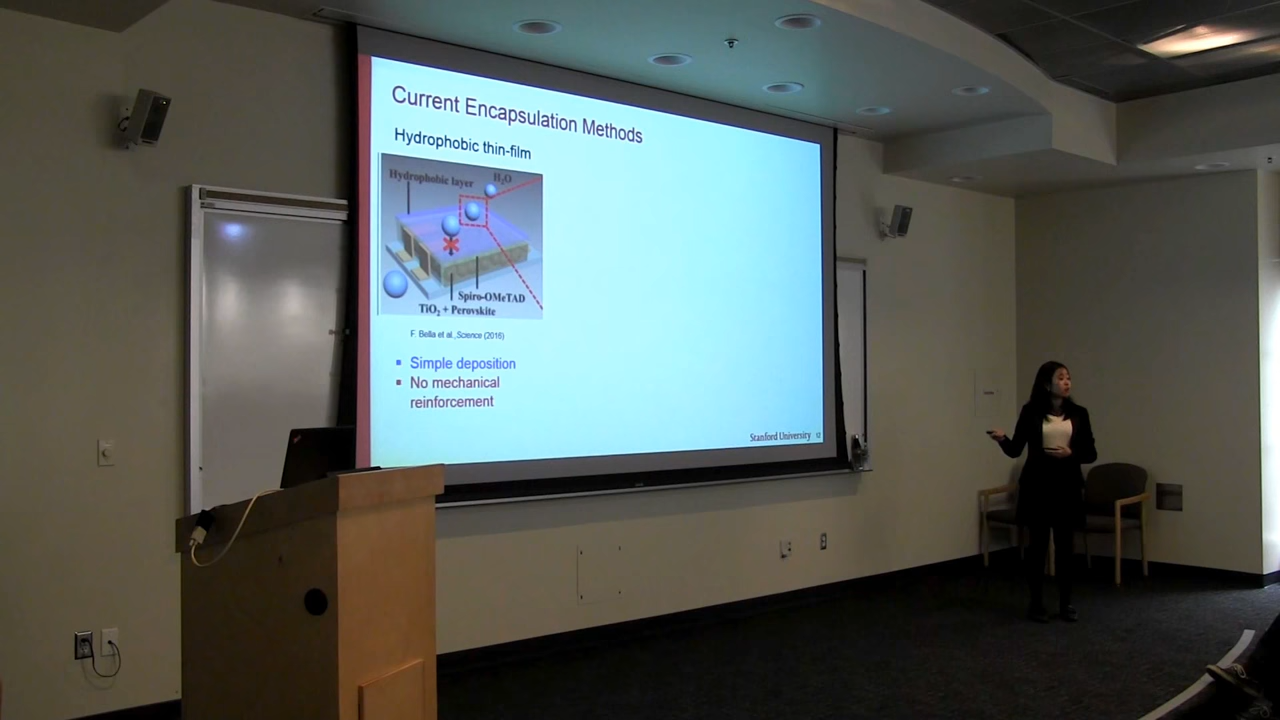 Current Encapsulation Methods
Hydrophobic thin-film
Hydrophobic layer
H₂O
Spiro-OMeTAD
TiO₂ + Perovskite
F. Bella et al., Science (2016)
▪ Simple deposition
▪ No mechanical
reinforcement
Stanford University 12